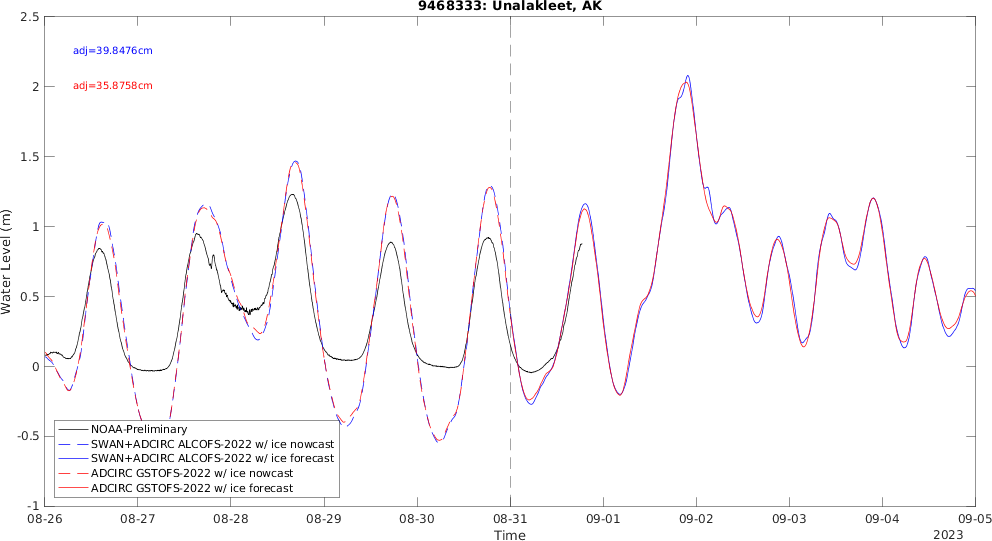 9468333: Unalakleet, AK
2.5
adj=39.8476cm
2
adj=35.8758cm
1.5
1
0.5
0
-0.5
-1
Water Level (m)
NOAA-Preliminary
SWAN+ADCIRC ALCOFS-2022 w/ ice nowcast
SWAN+ADCIRC ALCOFS-2022 w/ ice forecast
ADCIRC GSTOFS-2022 w/ ice nowcast
ADCIRC GSTOFS-2022 w/ ice forecast
08-26 08-27 08-28 08-29 08-30 08-31 09-01 09-02 09-03 09-04 09-05
Time
2023